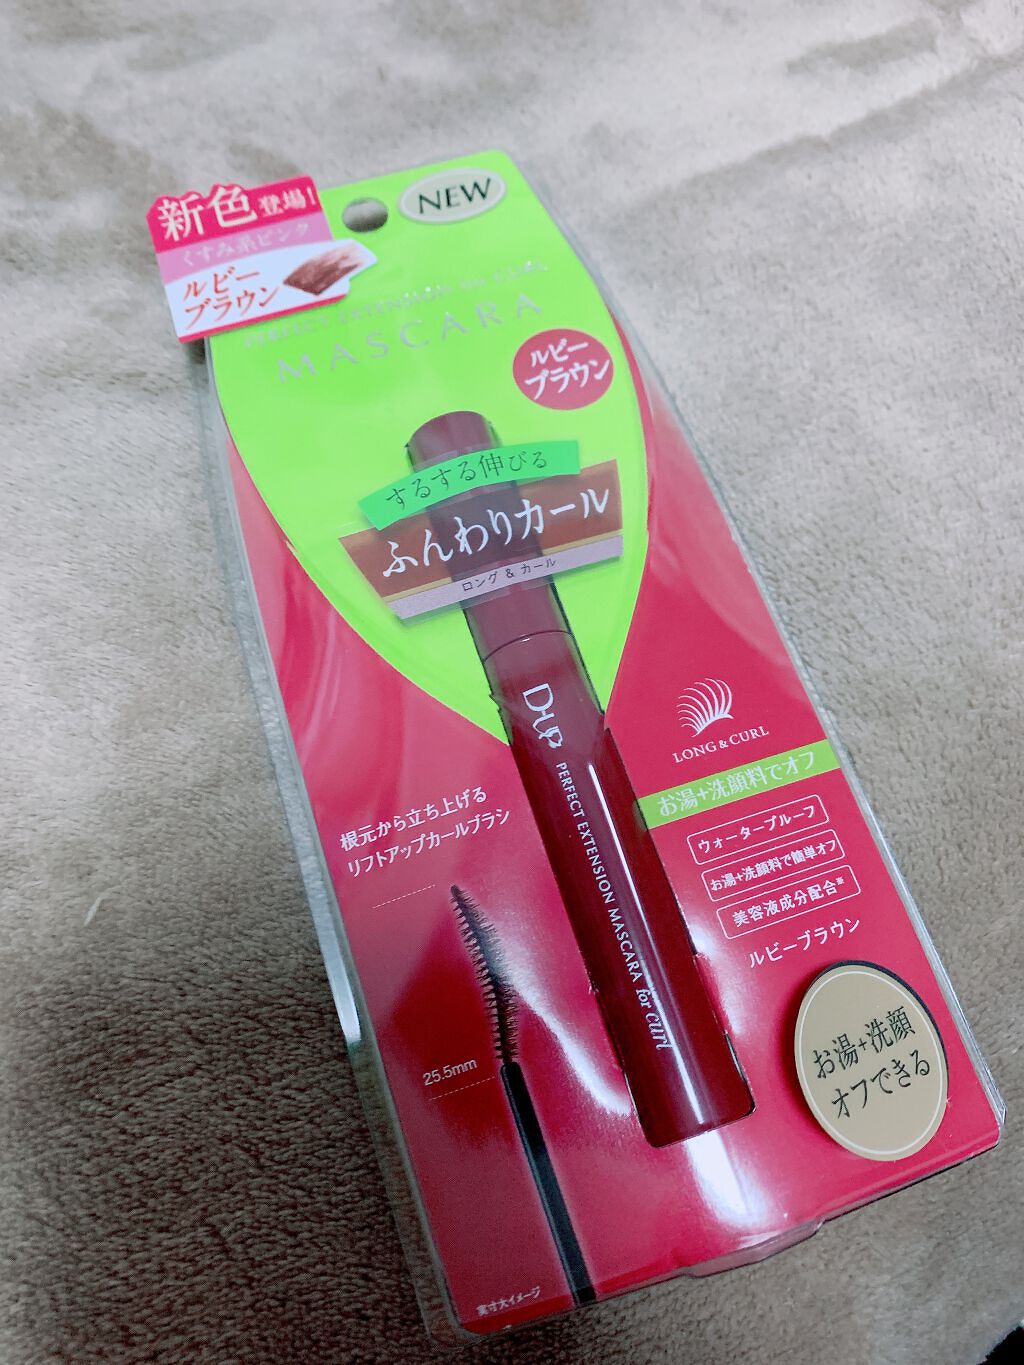 新色登場!
くすみ系ピンク
ルビー
ブラウン
NEW
PERFECT EXTENSION for CURL
MASCARA
ルビー
ブラウン
するする伸びる
ふんわりカール
ロング & カール
D-UP
PERFECT EXTENSION MASCARA for curl
LONG & CURL
お湯+洗顔料でオフ
ウォータープルーフ
お湯+洗顔料で簡単オフ
美容液成分配合※
ルビーブラウン
根元から立ち上げる
リフトアップカールブラシ
25.5mm
お湯+洗顔
オフできる
実寸大イメージ